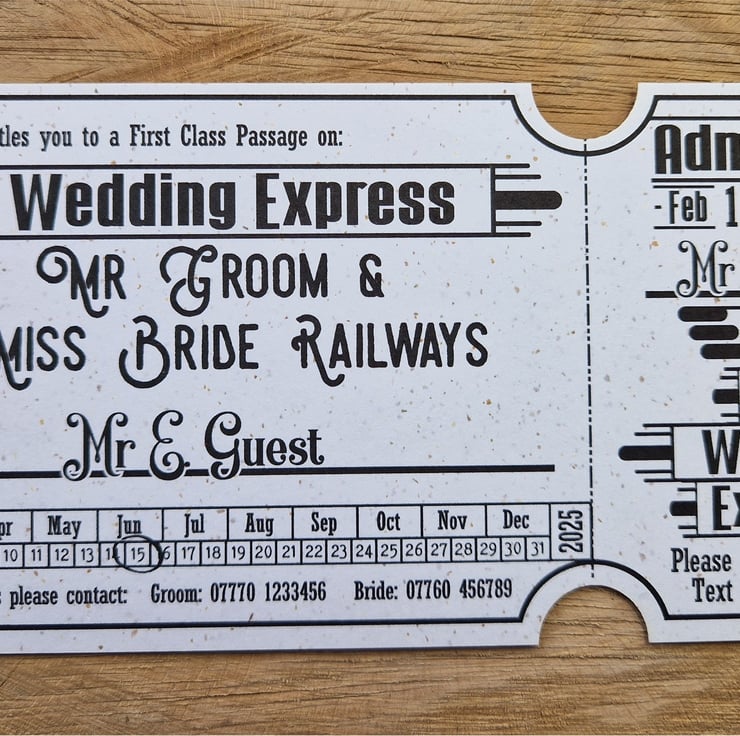 tles you to a First Class Passage on:
Wedding Express
Mr Groom &
Miss Bride Railways
Mr E. Guest
pr May Jun Jul Aug Sep Oct Nov Dec
10 11 12 13 14 15 16 17 18 19 20 21 22 23 24 25 26 27 28 29 30 31
2025
please contact: Groom: 07770 1233456 Bride: 07760 456789
Adm
- Feb 1
Mr
W
Ex
Please
Text